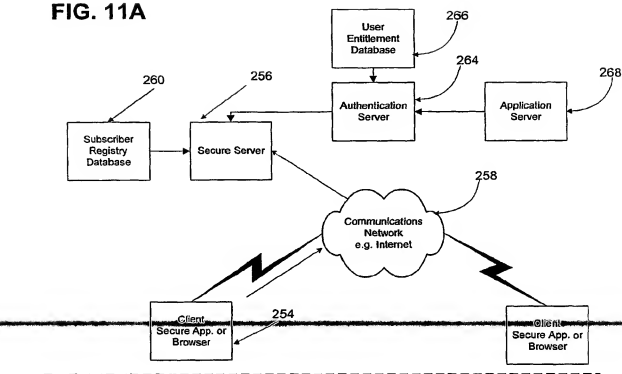 FIG. 11A
User
Entitlement
Database
266
264
260
256
268
Authentication
Server
Application
Server
Subscriber
Registry
Database
Secure Server
258
Communications
Network
e.g. Internet
Client
Secure App. or
Browser
254
Client
Secure App. or
Browser